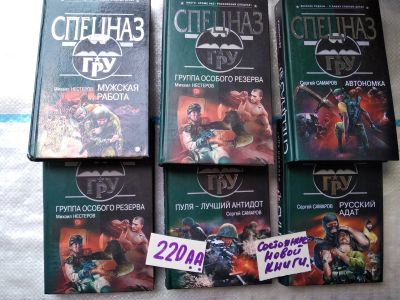 СПЕЦНАЗ
ГРУ
Михаил НЕСТЕРОВ
МУЖСКАЯ
РАБОТА
СПЕЦНАЗ
ГРУ
ГРУППА ОСОБОГО РЕЗЕРВА
Михаил НЕСТЕРОВ
СПЕЦНАЗ
ГРУ
Сергей САМАРОВ
АВТОНОМКА
ГРУ
ГРУППА ОСОБОГО РЕЗЕРВА
Михаил НЕСТЕРОВ
ПУЛЯ – ЛУЧШИЙ АНТИДОТ
Сергей САМАРОВ
ГРУ
Сергей САМАРОВ
РУССКИЙ
АДАТ
220
Состояние
новой
книги.